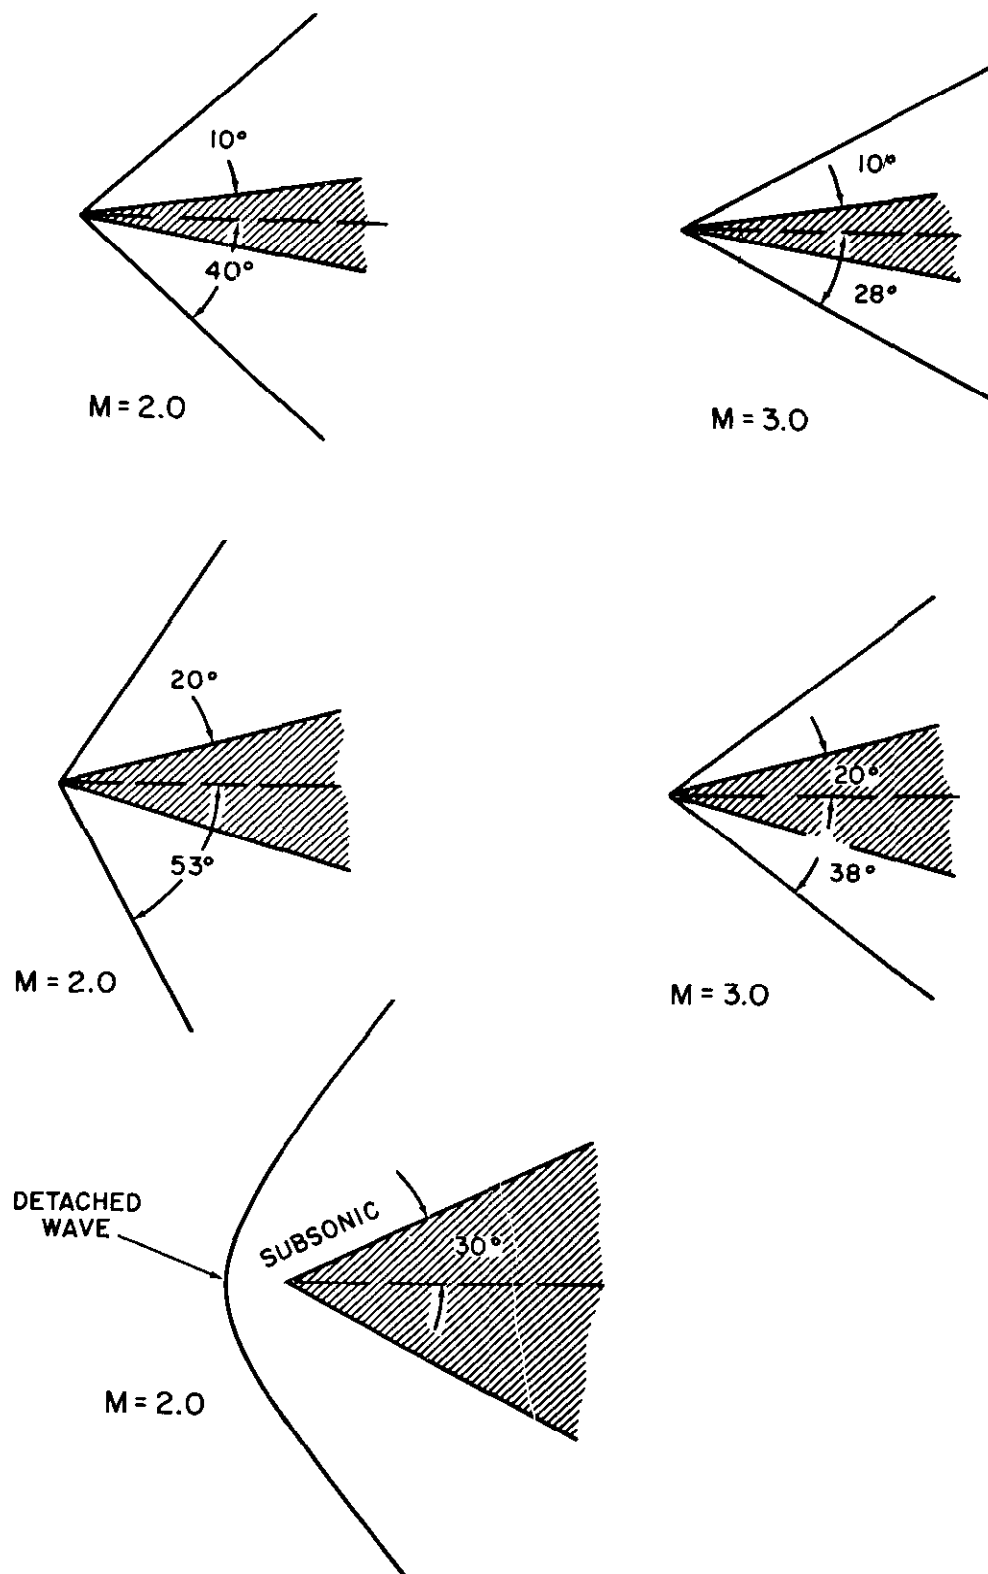 10°
40°
M = 2.0
10°
28°
M = 3.0
20°
53°
M = 2.0
20°
38°
M = 3.0
DETACHED
WAVE
SUBSONIC
30°
M = 2.0